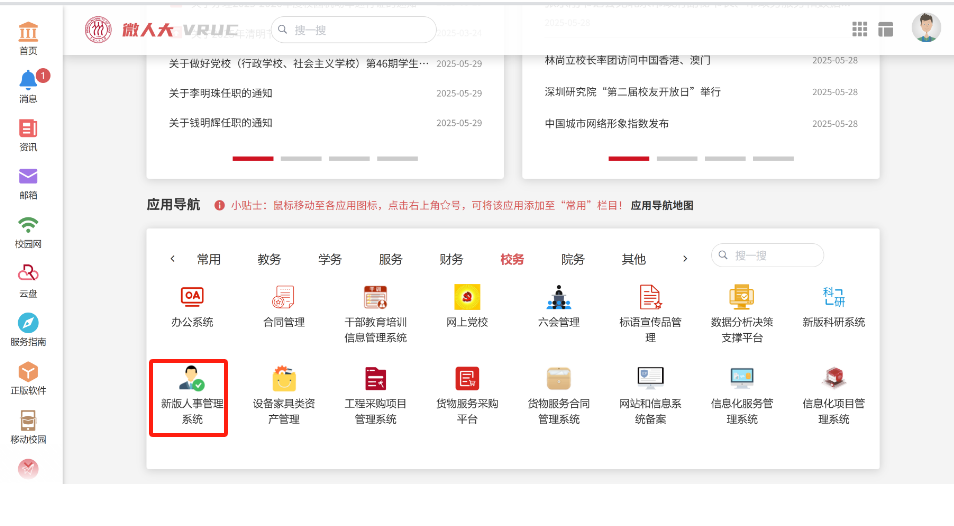 微人大 VRUC
搜一搜
首页
1
消息
资讯
邮箱
校园网
云盘
服务指南
正版软件
移动校园
关于做好党校（行政学校、社会主义学校）第46期学生… 2025-05-29
关于李明珠任职的通知 2025-05-29
关于钱明辉任职的通知 2025-05-29
林尚立校长率团访问中国香港、澳门 2025-05-28
深圳研究院“第二届校友开放日”举行 2025-05-28
中国城市网络形象指数发布 2025-05-28
应用导航 小贴士：鼠标移动至各应用图标，点击右上角☆号，可将该应用添加至“常用”栏目！ 应用导航地图
常用 教务 学务 服务 财务 校务 院务 其他 搜一搜
OA
干部
科研
办公系统
合同管理
干部教育培训
信息管理系统
网上党校
六会管理
标语宣传品管
理
数据分析决策
支撑平台
新版科研系统
新版人事管理
系统
设备家具类资
产管理
工程采购项目
管理系统
货物服务采购
平台
货物服务合同
管理系统
网站和信息系
统备案
信息化服务管
理系统
信息化项目管
理系统